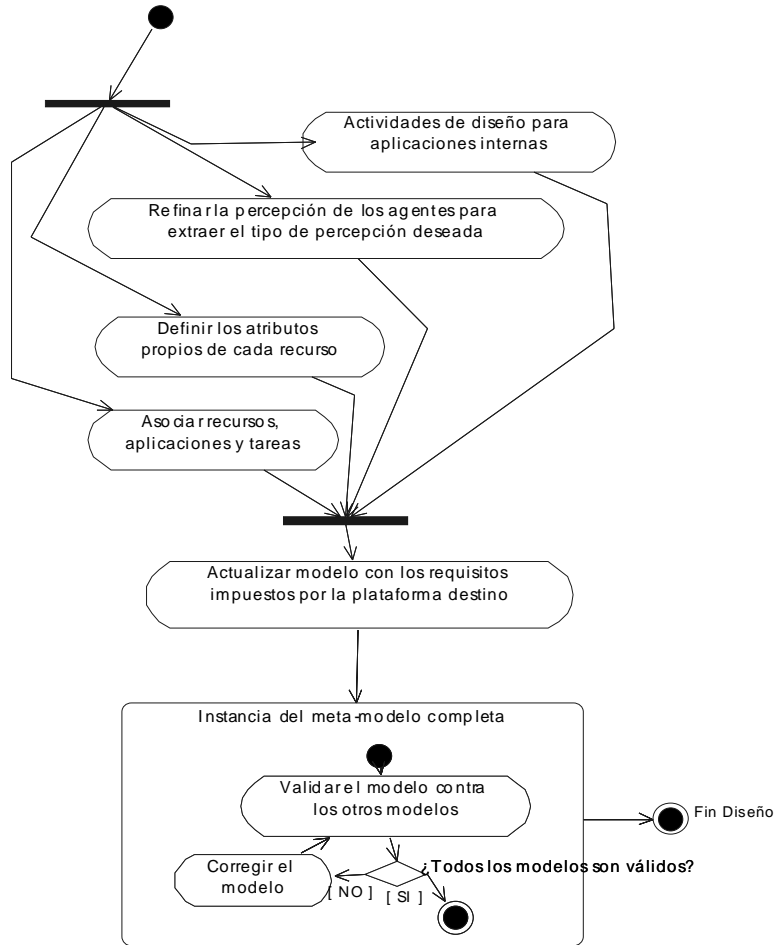 Actividades de diseño para
aplicaciones internas
Refinar la percepción de los agentes para
extraer el tipo de percepción deseada
Definir los atributos
propios de cada recurso
Asociar recursos,
aplicaciones y tareas
Actualizar modelo con los requisitos
impuestos por la plataforma destino
Instancia del meta-modelo completa
Validar el modelo contra
los otros modelos
Fin Diseño
¿Todos los modelos son válidos?
Corregir el
modelo
[ NO ]
[ SI ]